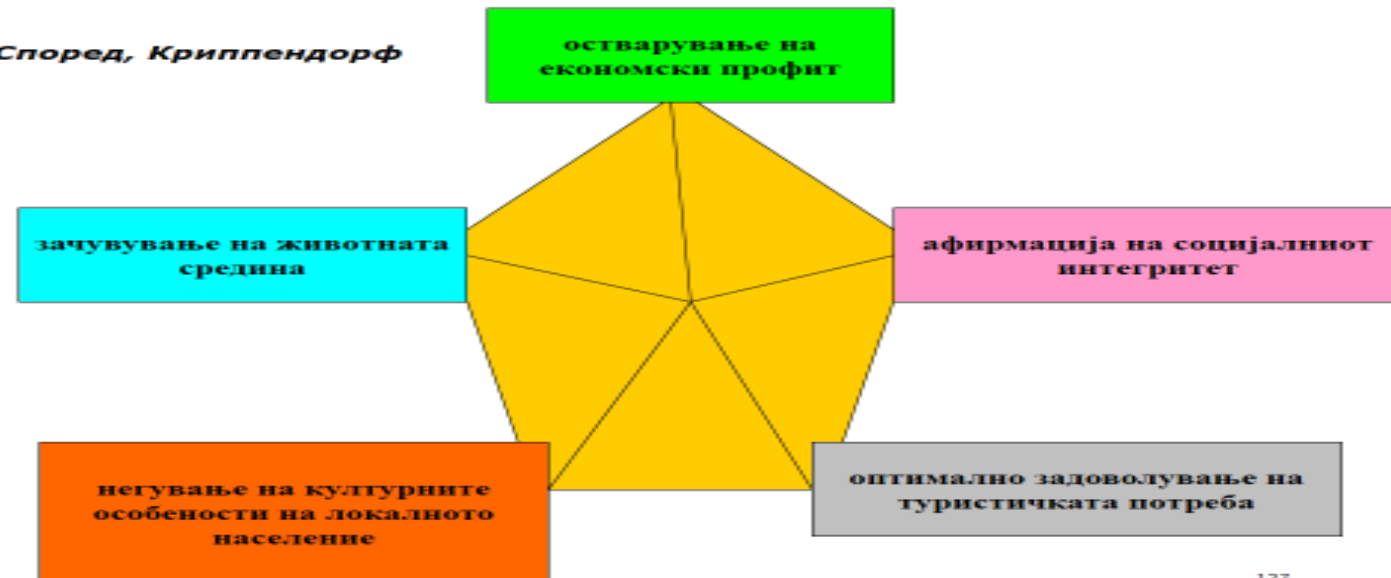 Според, Криппендорф
остварување на
економски профит
зачувување на животната
средина
афирмација на социјалниот
интегритет
негување на културните
особености на локалното
население
оптимално задоволување на
туристичката потреба